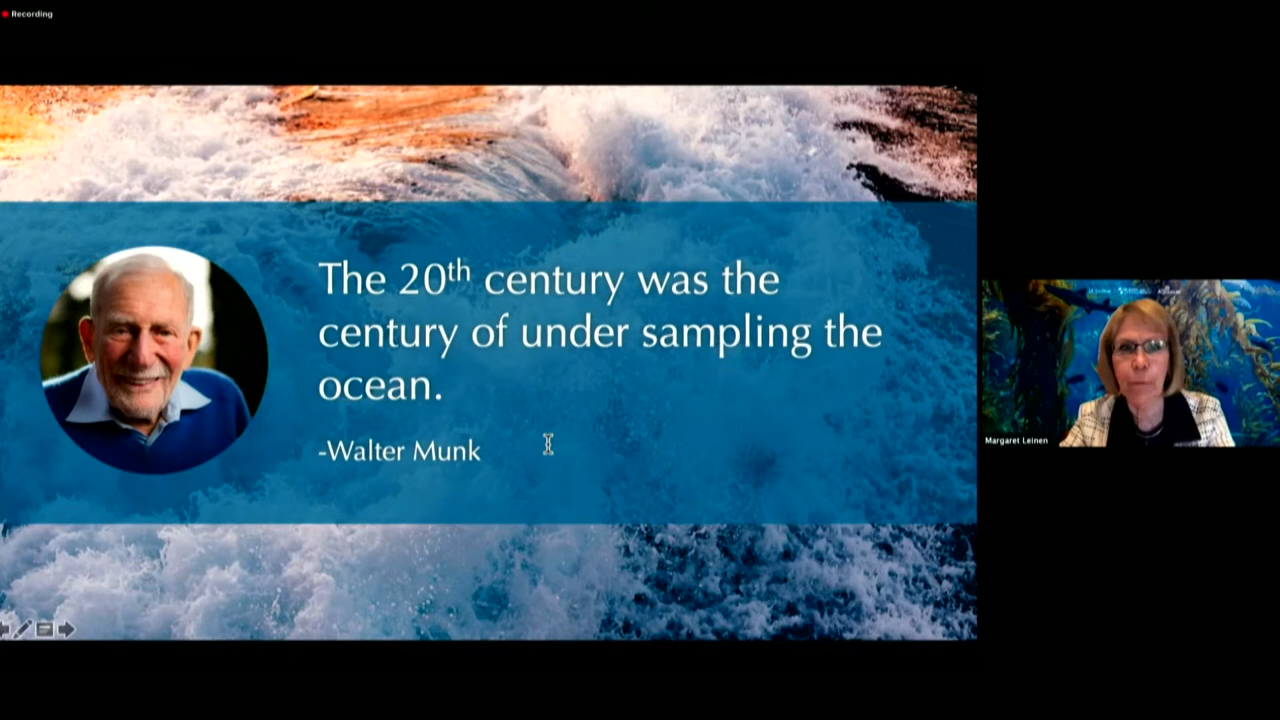 Recording
The 20th century was the
century of under sampling the
ocean.
-Walter Munk
Margaret Leinen